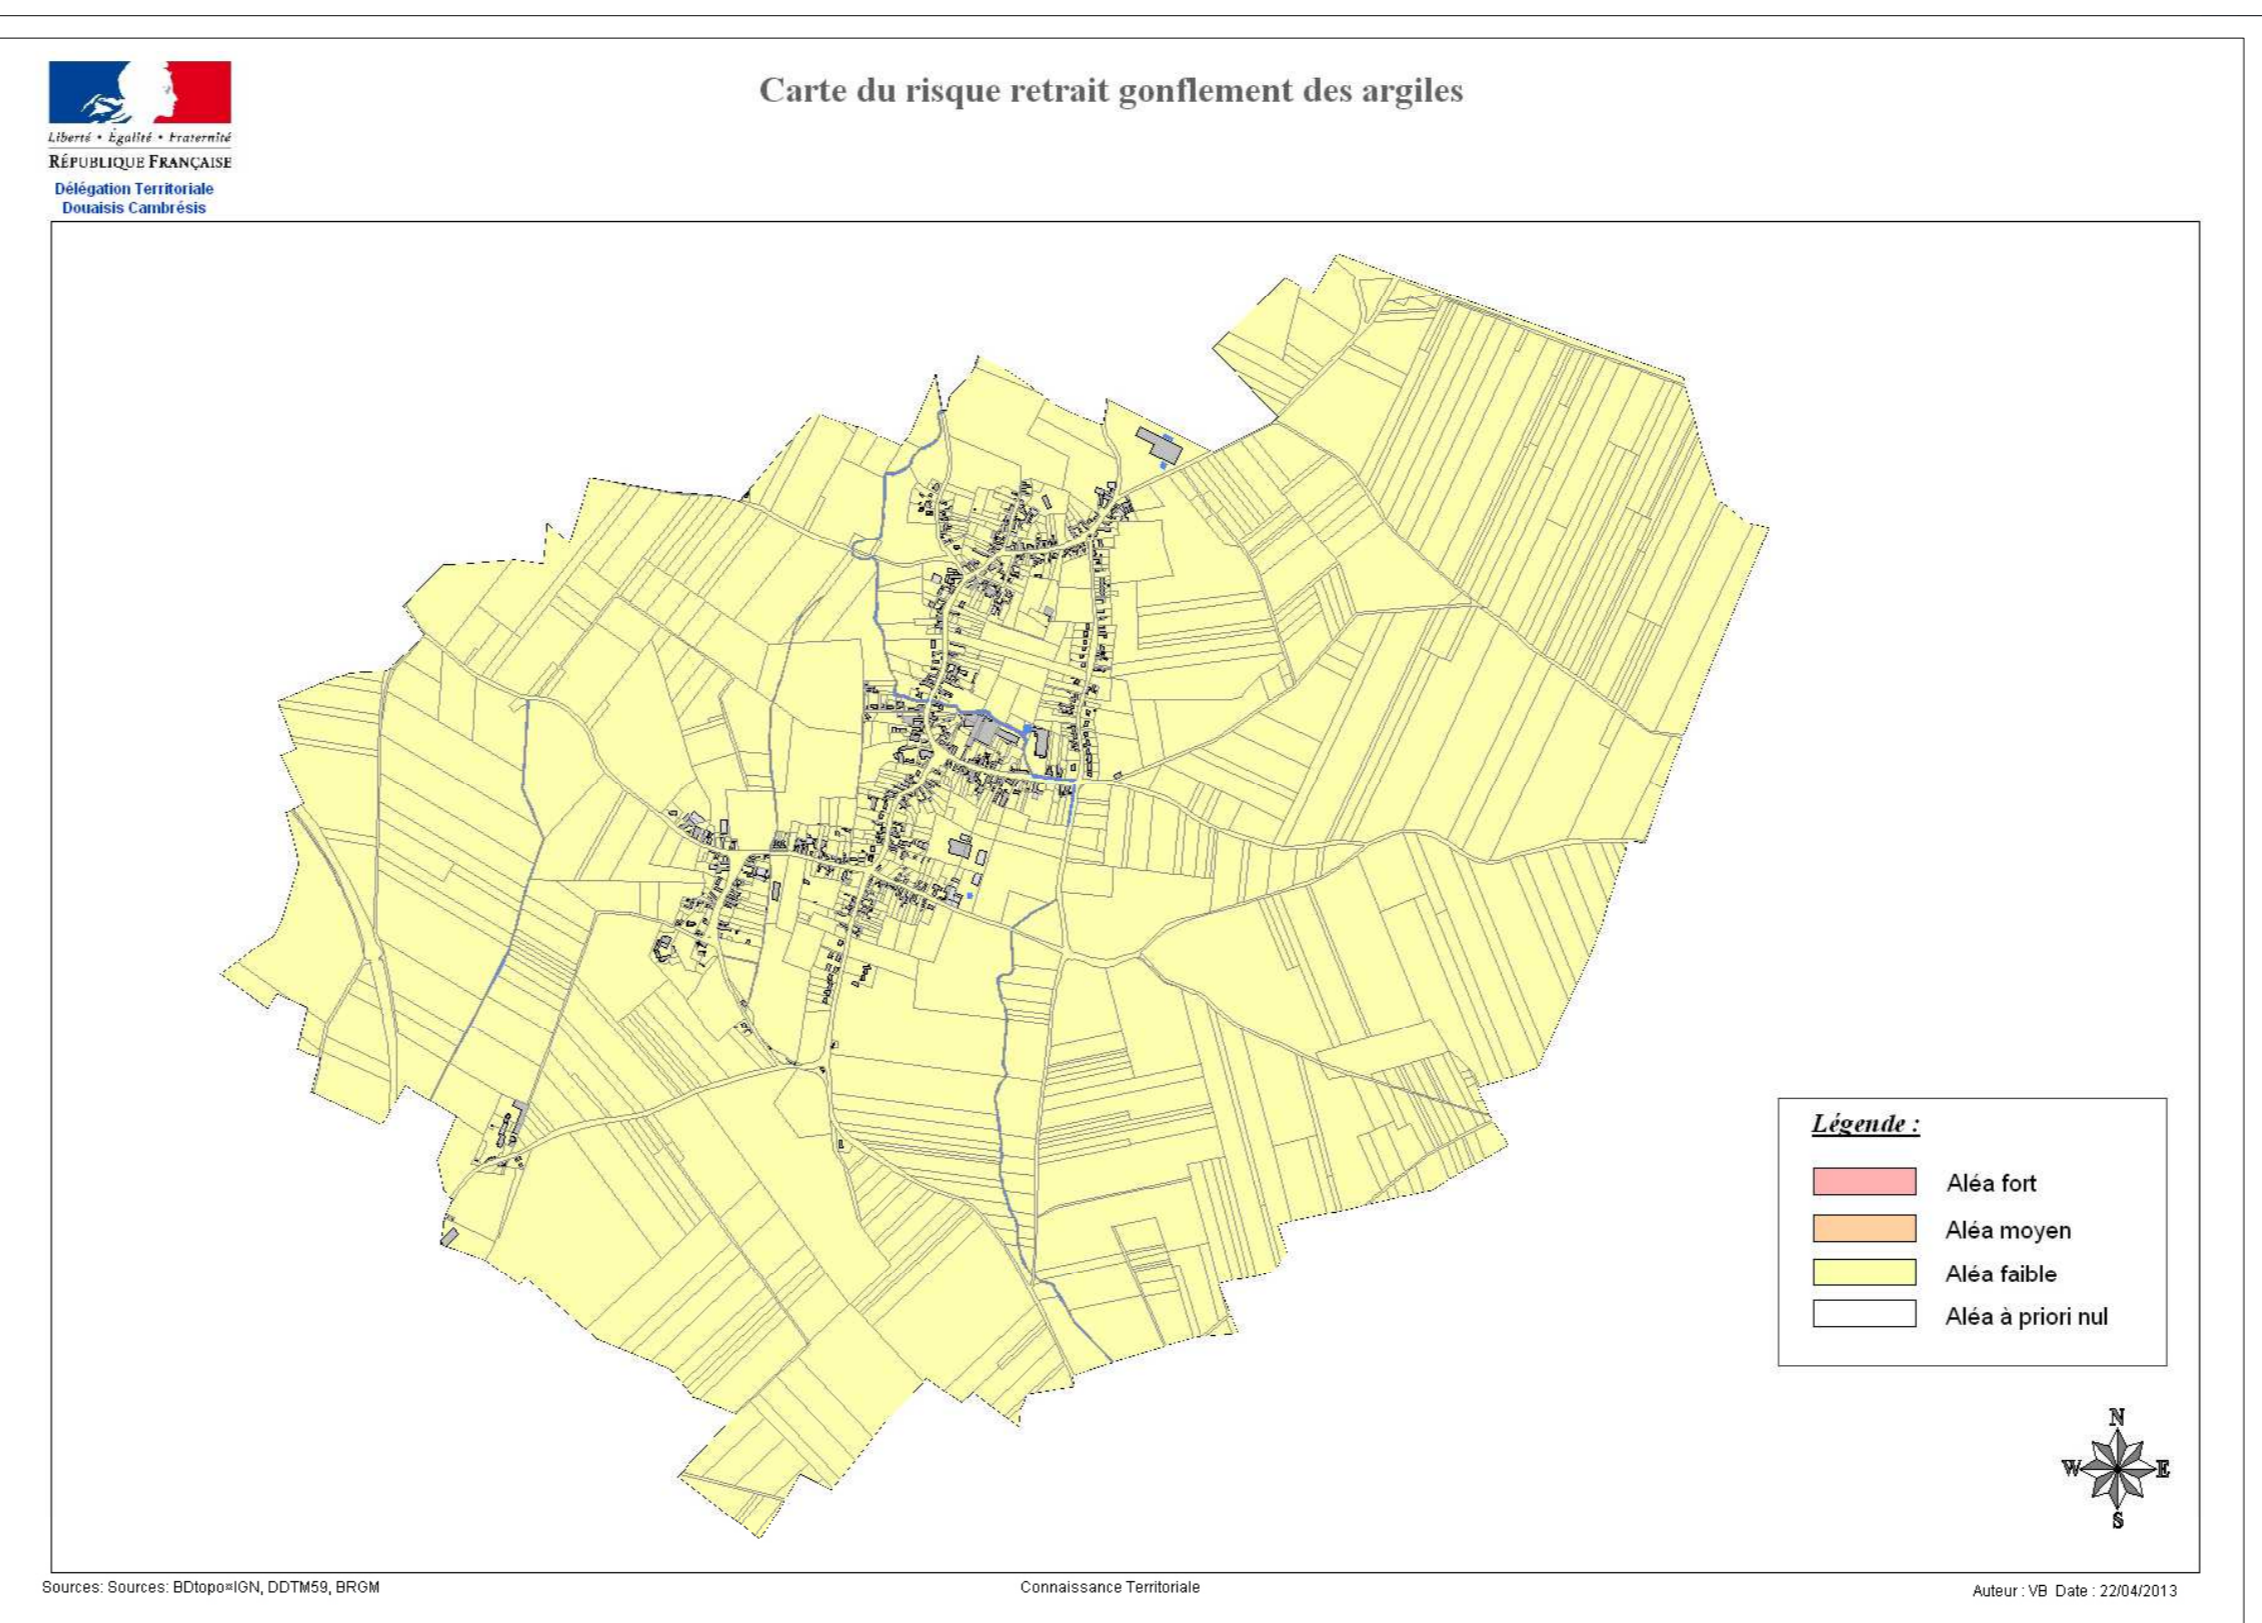 Carte du risque retrait gonflement des argiles
Liberté • Égalité • Fraternité
RÉPUBLIQUE FRANÇAISE
Délégation Territoriale
Douaisis Cambrésis
Légende :
Aléa fort
Aléa moyen
Aléa faible
Aléa à priori nul
N
W E
S
Sources: Sources: BDtopo¤IGN, DDTM59, BRGM
Connaissance Territoriale
Auteur : VB Date : 22/04/2013